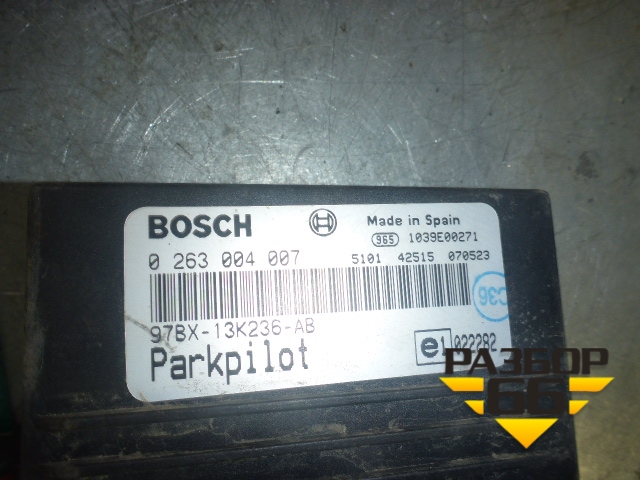 BOSCH
Made in Spain
965 1039E00271
0 263 004 007
5101 42515 070523
C36
97BX-13K236-AB
e1 022282
Parkpilot
РАЗБОР
66